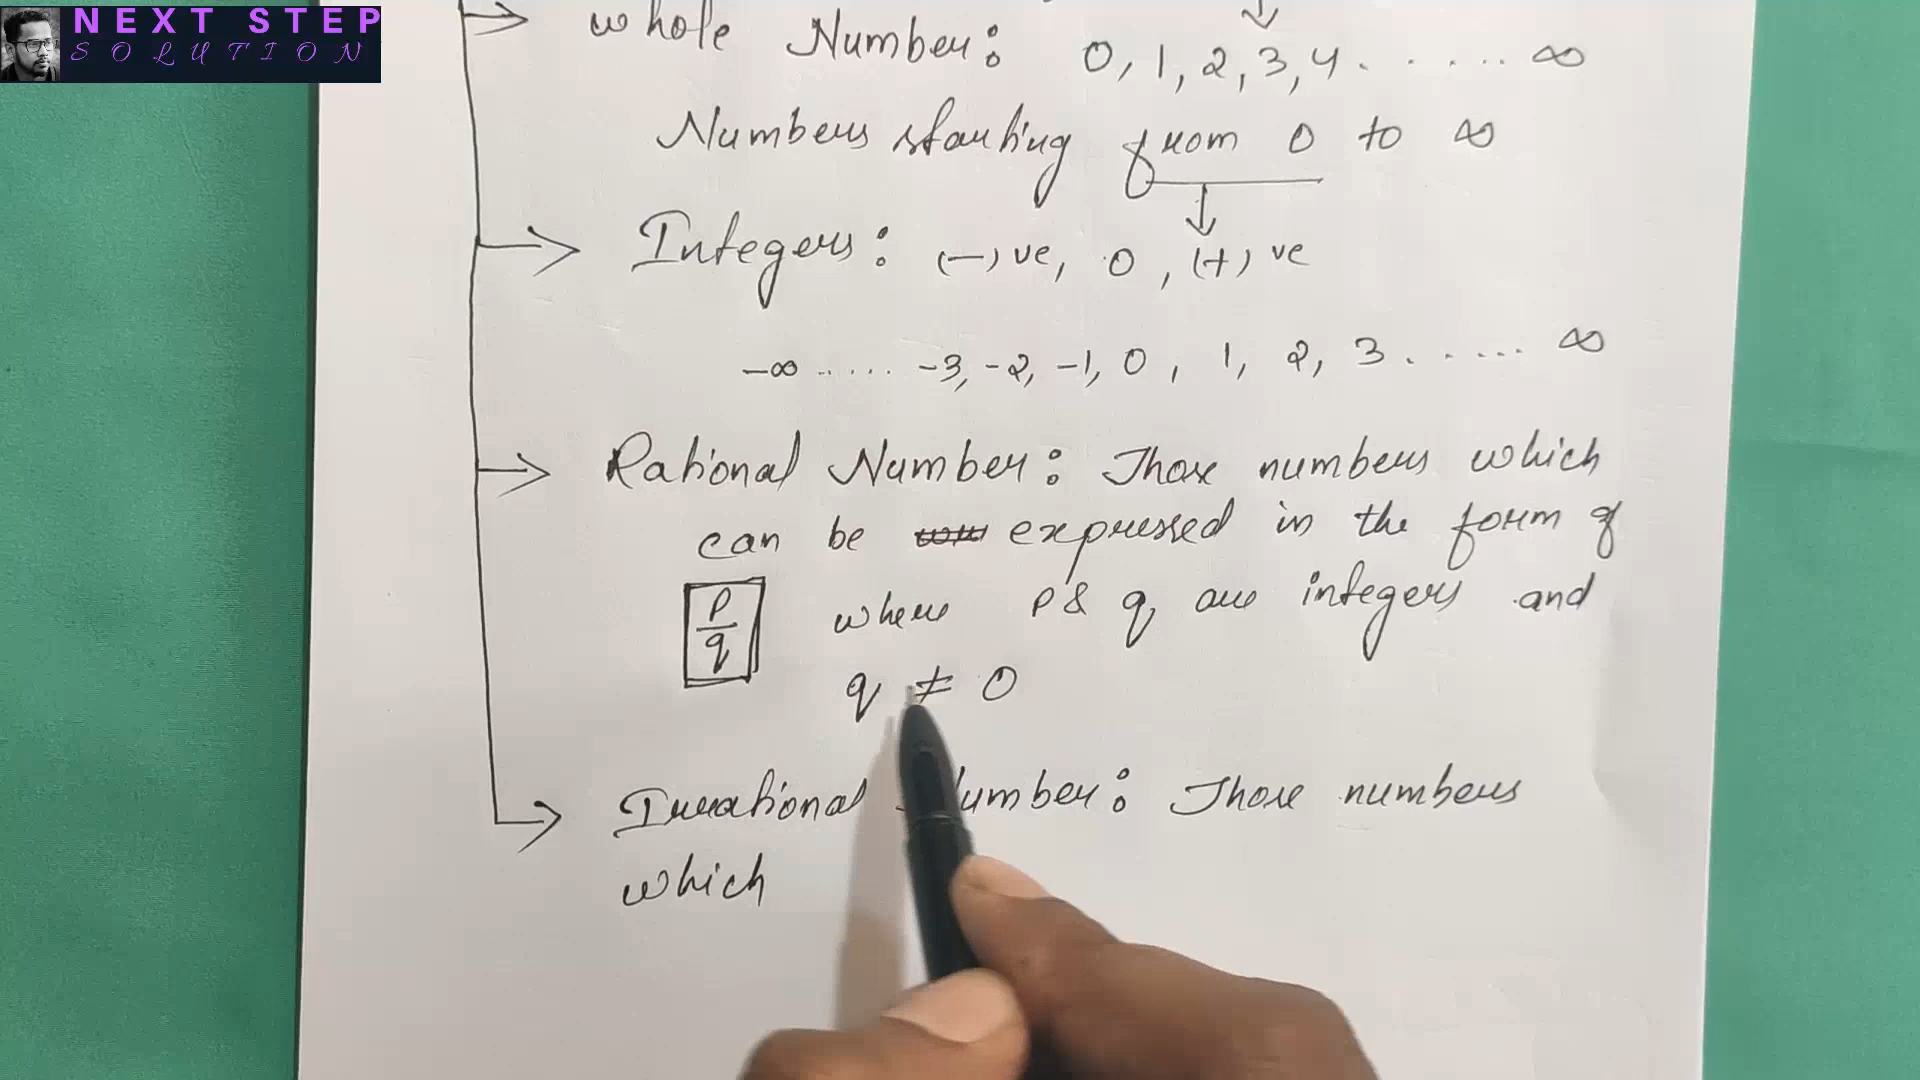 NEXT STEP
SOLUTION
whole Number: 0, 1, 2, 3, 4 . . . . . . ∞
Numbers starting from 0 to ∞
Integers: (−) ve, 0, (+) ve
−∞ ..... −3, −2, −1, 0, 1, 2, 3 . . . . . . ∞
Rational Number: Those numbers which
can be expressed in the form of
p/q where p & q are integers and
q ≠ 0
Irrational Number: Those numbers
which